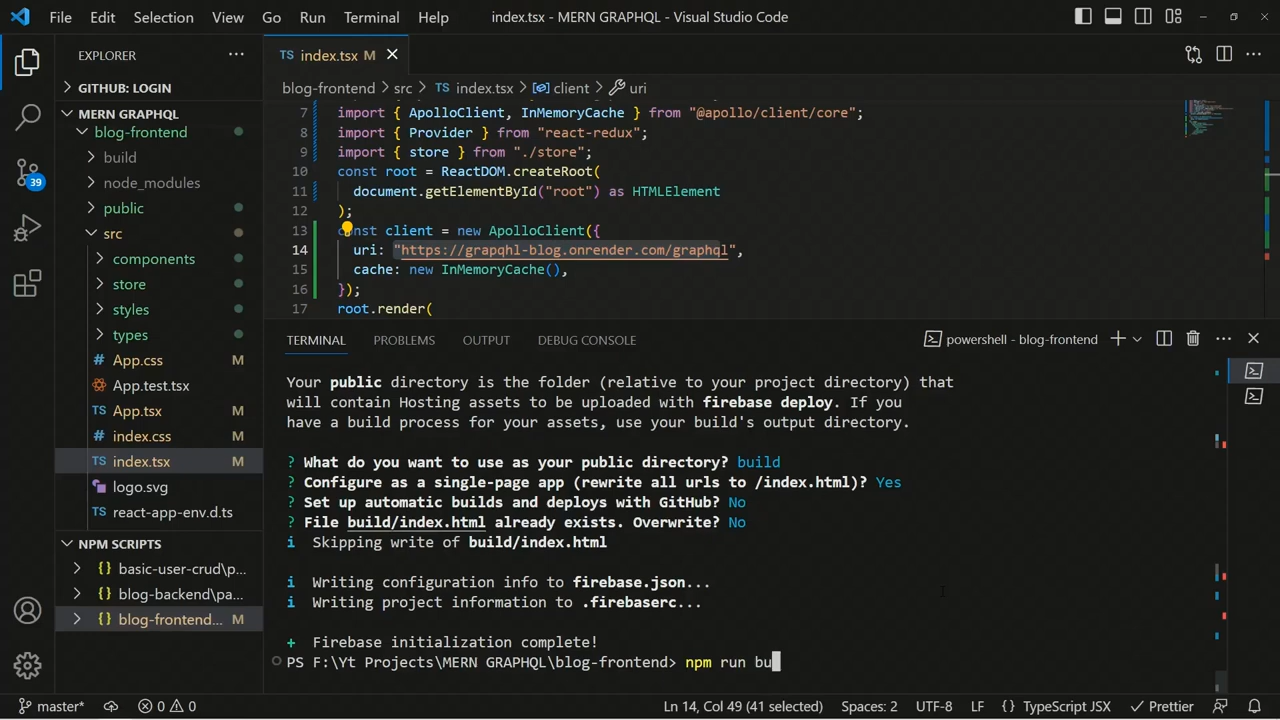 File Edit Selection View Go Run Terminal Help
index.tsx - MERN GRAPHQL - Visual Studio Code
EXPLORER
GITHUB: LOGIN
MERN GRAPHQL
blog-frontend
build
node_modules
public
src
components
store
styles
types
# App.css M
App.test.tsx
TS App.tsx M
# index.css M
TS index.tsx M
logo.svg
TS react-app-env.d.ts
NPM SCRIPTS
{} basic-user-crud\p...
{} blog-backend\pa...
{} blog-frontend... M
39
TS index.tsx M
blog-frontend > src > TS index.tsx > client > uri
7 import { ApolloClient, InMemoryCache } from "@apollo/client/core";
8 import { Provider } from "react-redux";
9 import { store } from "./store";
10 const root = ReactDOM.createRoot(
11 document.getElementById("root") as HTMLElement
12 );
13 const client = new ApolloClient({
14 uri: "https://grapqhl-blog.onrender.com/graphql",
15 cache: new InMemoryCache(),
16 });
17 root.render(
TERMINAL PROBLEMS OUTPUT DEBUG CONSOLE
powershell - blog-frontend
Your public directory is the folder (relative to your project directory) that
will contain Hosting assets to be uploaded with firebase deploy. If you
have a build process for your assets, use your build's output directory.
? What do you want to use as your public directory? build
? Configure as a single-page app (rewrite all urls to /index.html)? Yes
? Set up automatic builds and deploys with GitHub? No
? File build/index.html already exists. Overwrite? No
i Skipping write of build/index.html
i Writing configuration info to firebase.json...
i Writing project information to .firebaserc...
+ Firebase initialization complete!
PS F:\Yt Projects\MERN GRAPHQL\blog-frontend> npm run bu
master* 0 0 Ln 14, Col 49 (41 selected) Spaces: 2 UTF-8 LF {} TypeScript JSX Prettier